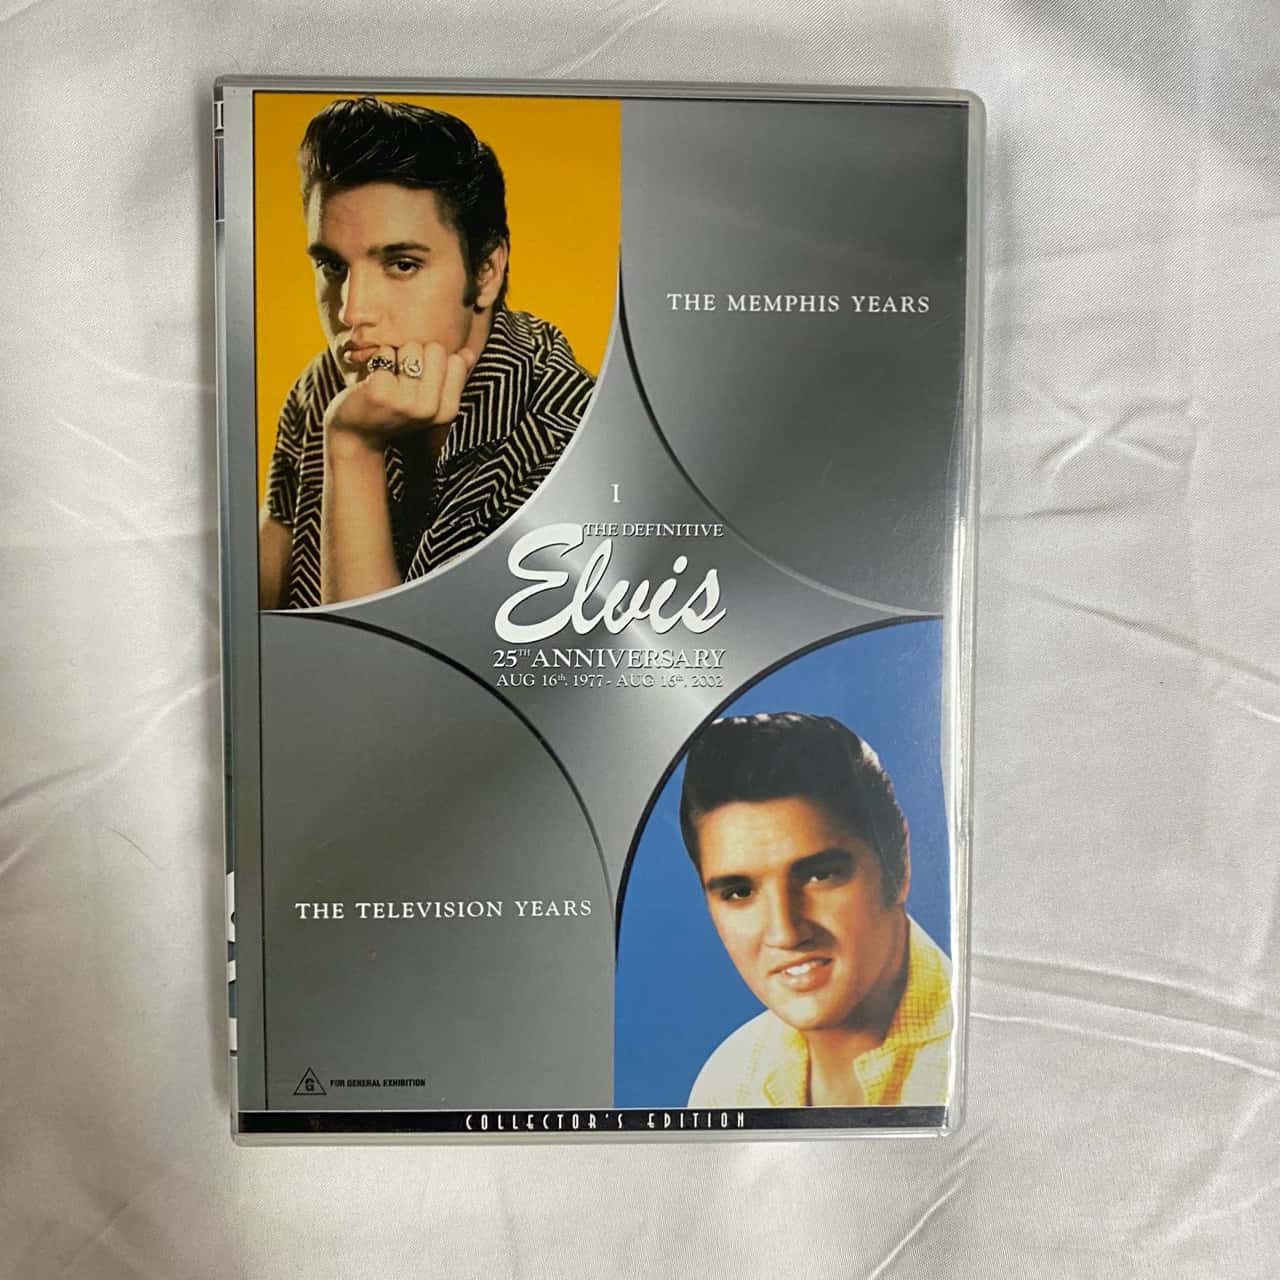 THE MEMPHIS YEARS
I
THE DEFINITIVE
Elvis
25TH ANNIVERSARY
AUG 16th, 1977 - AUG 16th, 2002
THE TELEVISION YEARS
G FOR GENERAL EXHIBITION
COLLECTOR'S EDITION